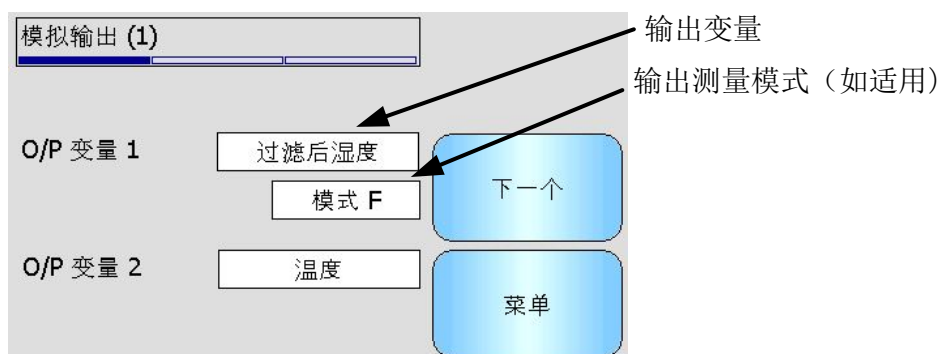 模拟输出 (1)
输出变量
输出测量模式（如适用）
O/P 变量 1
过滤后湿度
模式 F
下一个
O/P 变量 2
温度
菜单